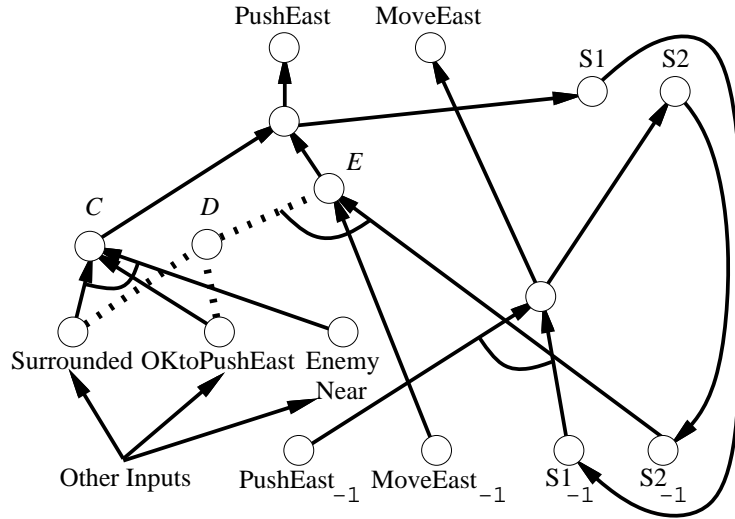 PushEast MoveEast
S1 S2
E
C D
Surrounded OKtoPushEast Enemy
Near
Other Inputs PushEast-1 MoveEast-1 S1-1 S2-1